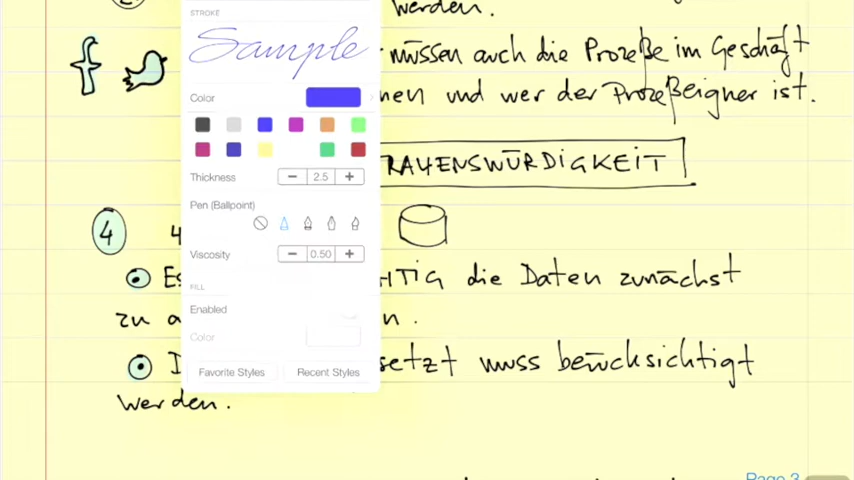 werden.
STROKE
Sample
müssen auch die Prozeße im Geschäft
Color
nen und wer der Prozeßeigner ist.
RAUENSWÜRDIGKEIT
Thickness
− 2.5 +
Pen (Ballpoint)
4 4
Viscosity
− 0.50 +
Es HTIG die Daten zunächst
FILL
Enabled
zu a n.
Color
D setzt muss berücksichtigt
Favorite Styles Recent Styles
werden.
Page 3